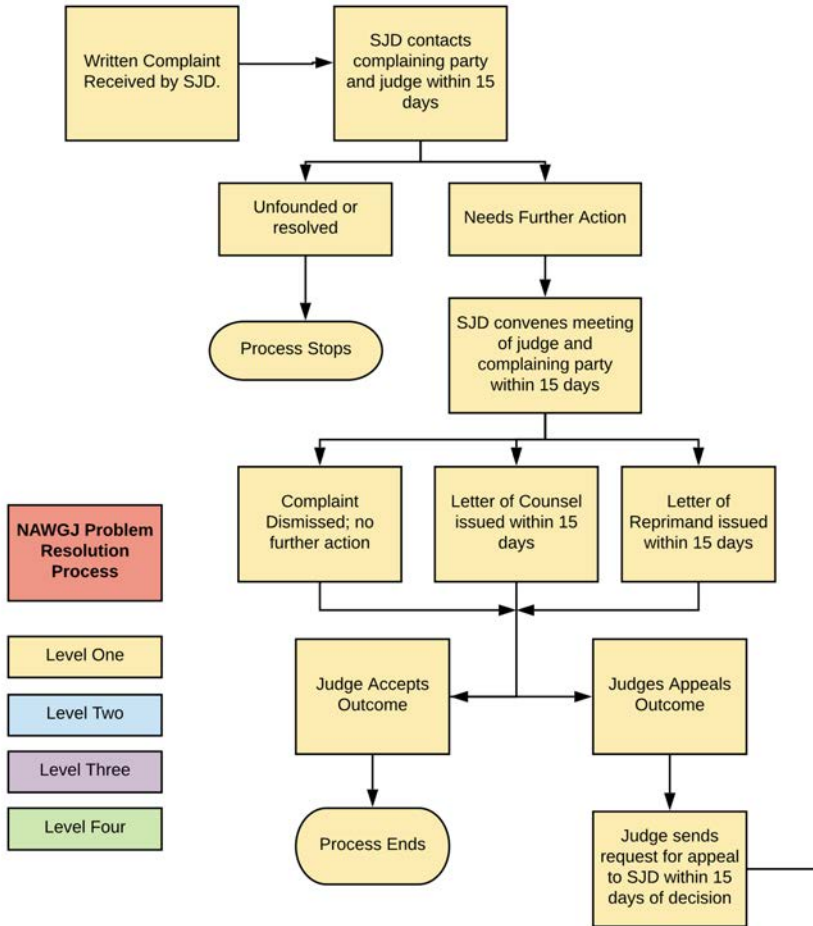 Written Complaint
Received by SJD.
SJD contacts
complaining party
and judge within 15
days
Unfounded or
resolved
Needs Further Action
Process Stops
SJD convenes meeting
of judge and
complaining party
within 15 days
Complaint
Dismissed; no
further action
Letter of Counsel
issued within 15
days
Letter of
Reprimand issued
within 15 days
NAWGJ Problem
Resolution
Process
Level One
Level Two
Level Three
Level Four
Judge Accepts
Outcome
Judges Appeals
Outcome
Process Ends
Judge sends
request for appeal
to SJD within 15
days of decision